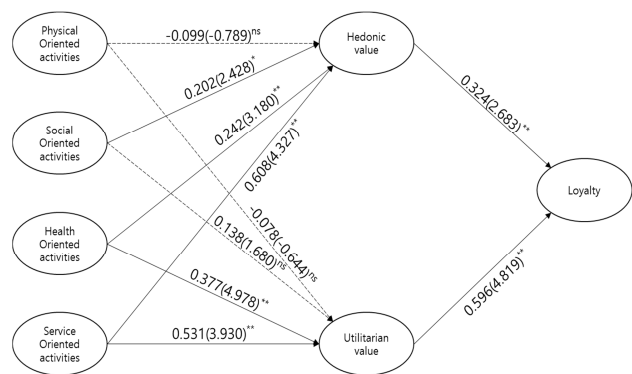 Physical
Oriented
activities
-0.099(-0.789)ns
Hedonic
value
0.202(2.428)*
0.324(2.683)**
0.242(3.180)**
Social
Oriented
activities
0.608(4.327)**
Loyalty
-0.078(-0.644)ns
0.138(1.680)ns
Health
Oriented
activities
0.377(4.978)**
0.596(4.819)**
Service
Oriented
activities
0.531(3.930)**
Utilitarian
value